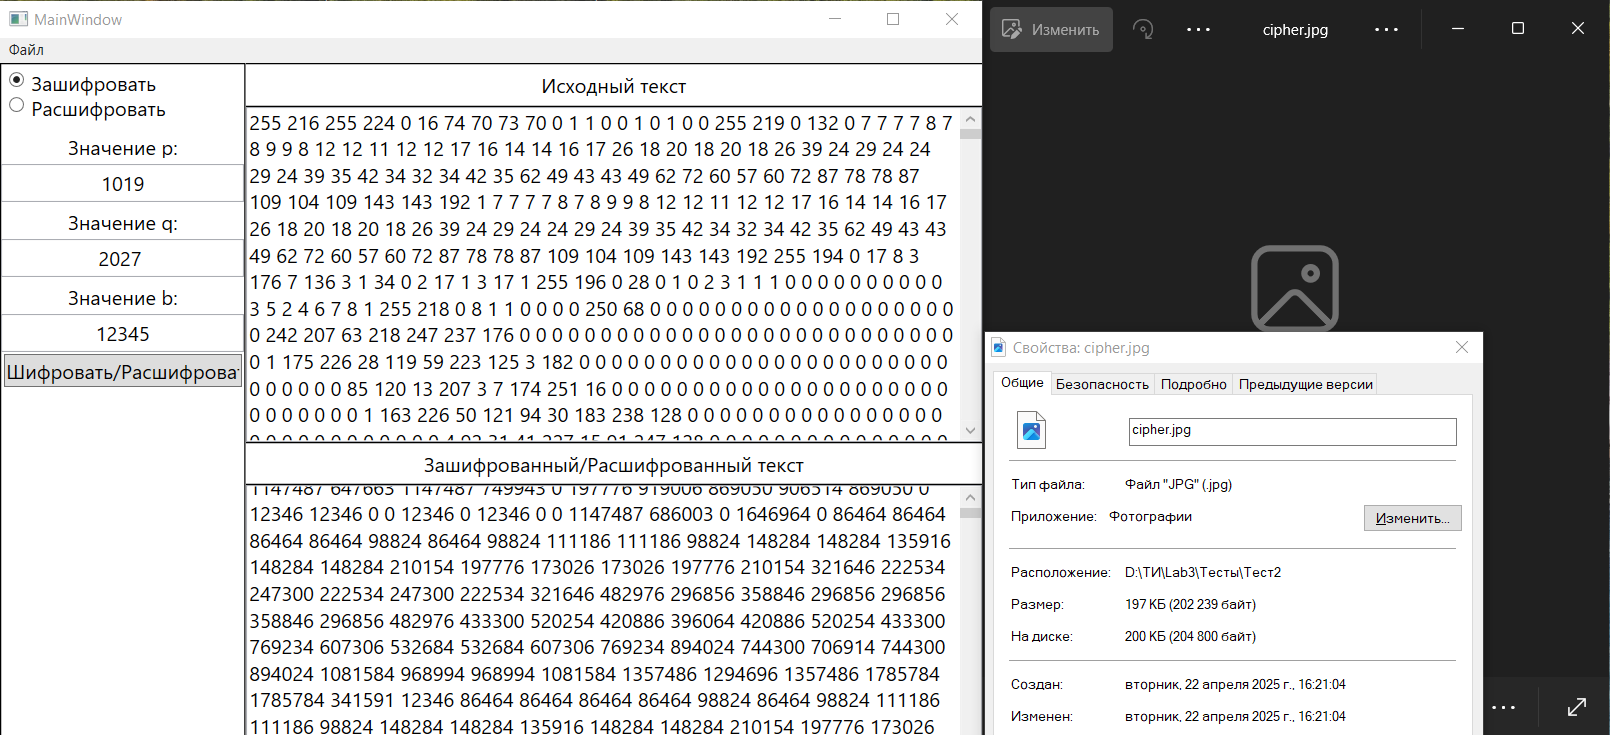 MainWindow
Файл
Зашифровать
Расшифровать
Значение p:
1019
Значение q:
2027
Значение b:
12345
Шифровать/Расшифроват
Исходный текст
255 216 255 224 0 16 74 70 73 70 0 1 1 0 0 1 0 1 0 0 255 219 0 132 0 7 7 7 7 8 7
8 9 9 8 12 12 11 12 12 17 16 14 14 16 17 26 18 20 18 20 18 26 39 24 29 24 24
29 24 39 35 42 34 32 34 42 35 62 49 43 43 49 62 72 60 57 60 72 87 78 78 87
109 104 109 143 143 192 1 7 7 7 7 8 7 8 9 9 8 12 12 11 12 12 17 16 14 14 16 17
26 18 20 18 20 18 26 39 24 29 24 24 29 24 39 35 42 34 32 34 42 35 62 49 43 43
49 62 72 60 57 60 72 87 78 78 87 109 104 109 143 143 192 255 194 0 17 8 3
176 7 136 3 1 34 0 2 17 1 3 17 1 255 196 0 28 0 1 0 2 3 1 1 1 0 0 0 0 0 0 0 0 0 0
3 5 2 4 6 7 8 1 255 218 0 8 1 1 0 0 0 0 250 68 0 0 0 0 0 0 0 0 0 0 0 0 0 0 0 0 0
0 242 207 63 218 247 237 176 0 0 0 0 0 0 0 0 0 0 0 0 0 0 0 0 0 0 0 0 0 0 0 0 0
0 1 175 226 28 119 59 223 125 3 182 0 0 0 0 0 0 0 0 0 0 0 0 0 0 0 0 0 0 0 0 0
0 0 0 0 0 0 85 120 13 207 3 7 174 251 16 0 0 0 0 0 0 0 0 0 0 0 0 0 0 0 0 0 0
0 0 0 0 0 0 0 1 163 226 50 121 94 30 183 238 128 0 0 0 0 0 0 0 0 0 0 0 0 0 0 0
Зашифрованный/Расшифрованный текст
1147487 647663 1147487 749943 0 197776 919006 869050 906514 869050 0
12346 12346 0 0 12346 0 12346 0 0 1147487 686003 0 1646964 0 86464 86464
86464 86464 98824 86464 98824 111186 111186 98824 148284 148284 135916
148284 148284 210154 197776 173026 173026 197776 210154 321646 222534
247300 222534 247300 222534 321646 482976 296856 358846 296856 296856
358846 296856 482976 433300 520254 420886 396064 420886 520254 433300
769234 607306 532684 532684 607306 769234 894024 744300 706914 744300
894024 1081584 968994 968994 1081584 1357486 1294696 1357486 1785784
1785784 341591 12346 86464 86464 86464 86464 98824 86464 98824 111186
111186 98824 148284 148284 135916 148284 148284 210154 197776 173026
Изменить
cipher.jpg
Свойства: cipher.jpg
Общие
Безопасность
Подробно
Предыдущие версии
cipher.jpg
Тип файла: Файл "JPG" (.jpg)
Приложение: Фотографии
Изменить...
Расположение: D:\ТИ\Lab3\Тесты\Тест2
Размер: 197 КБ (202 239 байт)
На диске: 200 КБ (204 800 байт)
Создан: вторник, 22 апреля 2025 г., 16:21:04
Изменен: вторник, 22 апреля 2025 г., 16:21:04